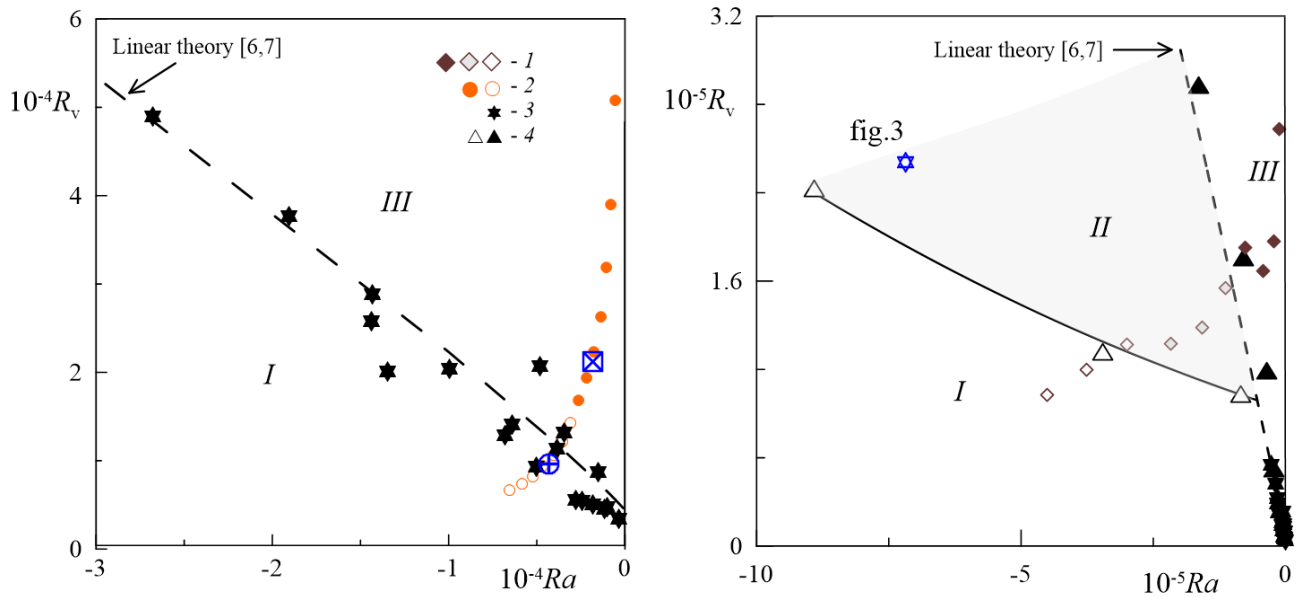 6
Linear theory [6,7]
10⁻⁴Rᵥ
- 1
- 2
- 3
- 4
4
III
2
I
0
-3
-2
-1
10⁻⁴Ra
0
3.2
Linear theory [6,7]
10⁻⁵Rᵥ
fig.3
III
II
1.6
I
0
-10
-5
10⁻⁵Ra
0